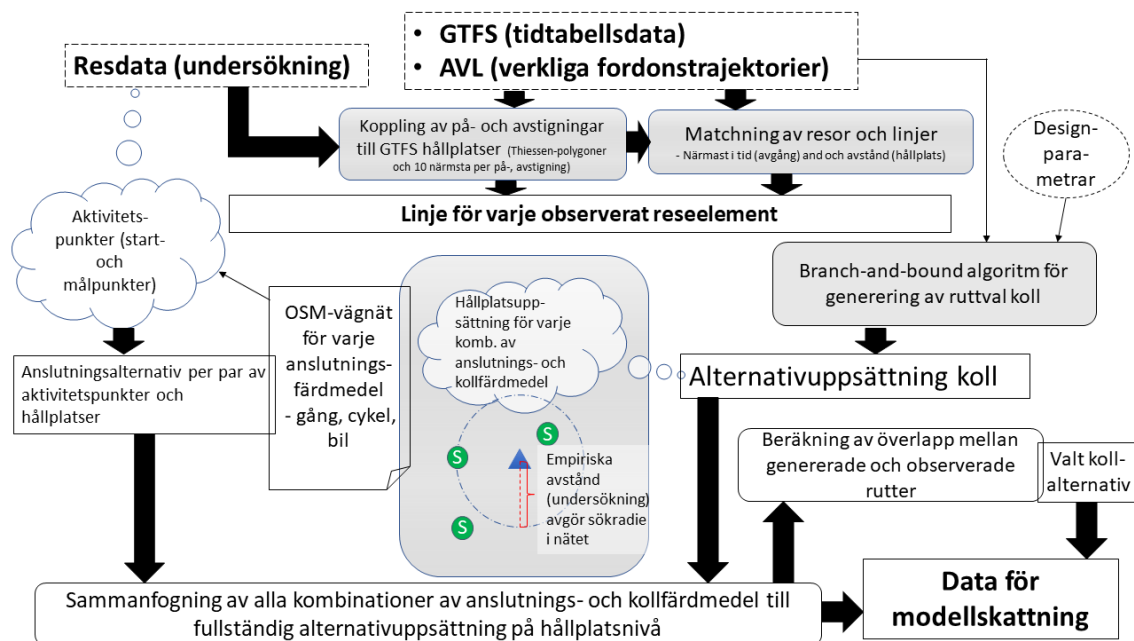 • GTFS (tidtabellsdata)
• AVL (verkliga fordonstrajektorier)
Resdata (undersökning)
Koppling av på- och avstigningar
till GTFS hållplatser (Thiessen-polygoner
och 10 närmsta per på-, avstigning)
Matchning av resor och linjer
- Närmast i tid (avgång) and och avstånd (hållplats)
Design-
para-
metrar
Linje för varje observerat reseelement
Aktivitets-
punkter (start-
och
målpunkter)
Branch-and-bound algoritm för
generering av ruttval koll
OSM-vägnät
för varje
anslutnings-
färdmedel
- gång, cykel,
bil
Hållplatsupp-
sättning för varje
komb. av
anslutnings- och
kollfärdmedel
Anslutningsalternativ per par av
aktivitetspunkter och
hållplatser
Alternativuppsättning koll
S
S
S
Empiriska
avstånd
(undersökning)
avgör sökradie
i nätet
Beräkning av överlapp mellan
genererade och observerade
rutter
Valt koll-
alternativ
Sammanfogning av alla kombinationer av anslutnings- och kollfärdmedel till
fullständig alternativuppsättning på hållplatsnivå
Data för
modellskattning